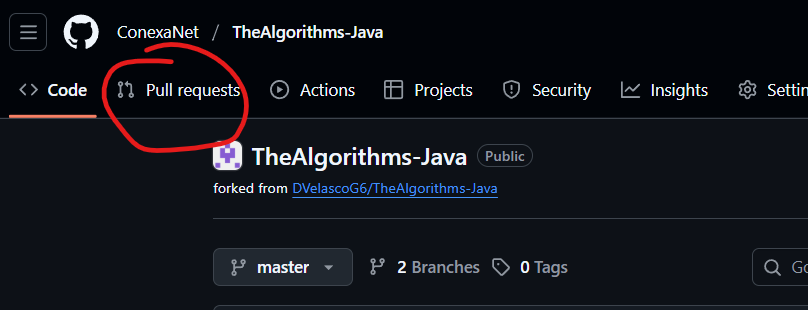 ConexaNet / TheAlgorithms-Java
Code Pull requests Actions Projects Security Insights
TheAlgorithms-Java Public
forked from DVelascoG6/TheAlgorithms-Java
master 2 Branches 0 Tags